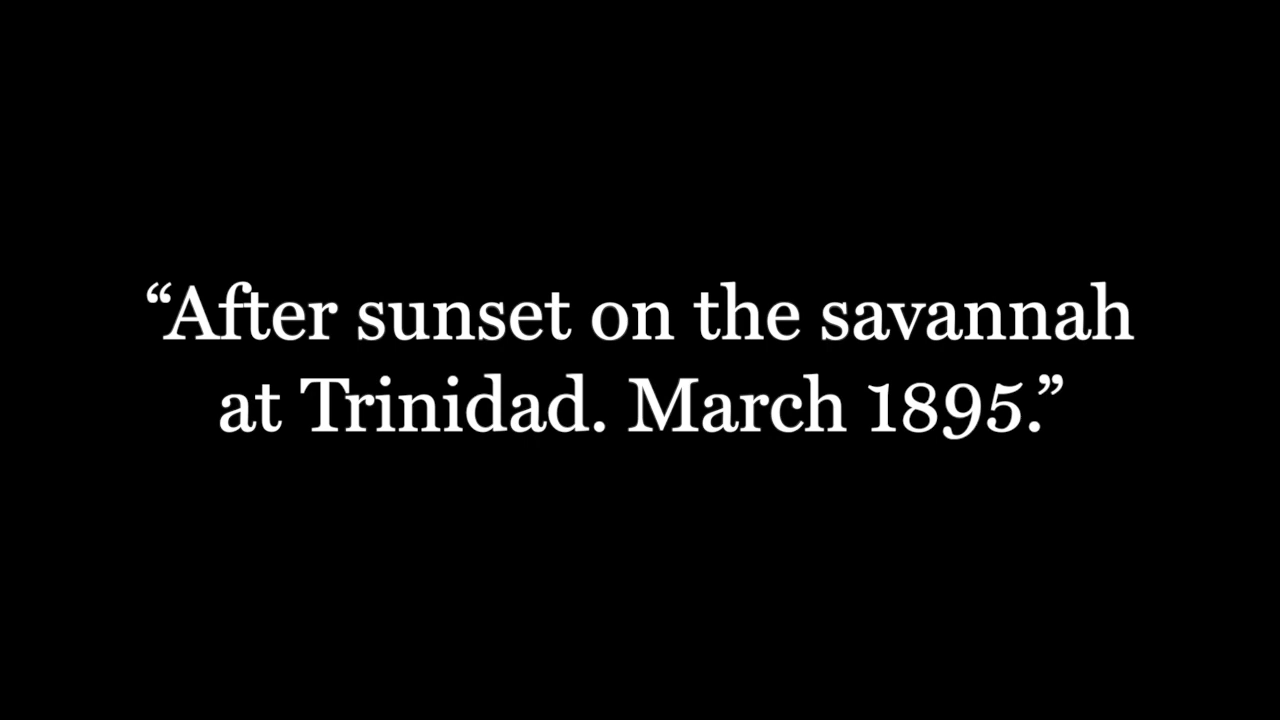 “After sunset on the savannah
at Trinidad. March 1895.”